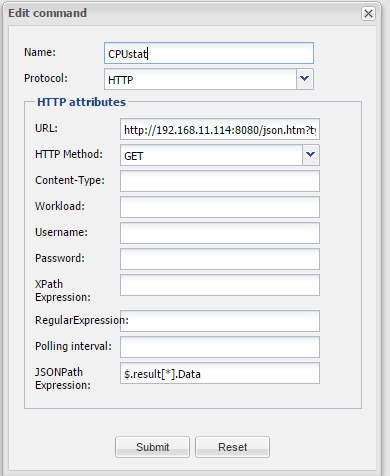 Edit command
Name: CPUstat
Protocol: HTTP
HTTP attributes
URL: http://192.168.11.114:8080/json.htm?ty
HTTP Method: GET
Content-Type:
Workload:
Username:
Password:
XPath
Expression:
RegularExpression:
Polling interval:
JSONPath
Expression: $.result[*].Data
Submit Reset